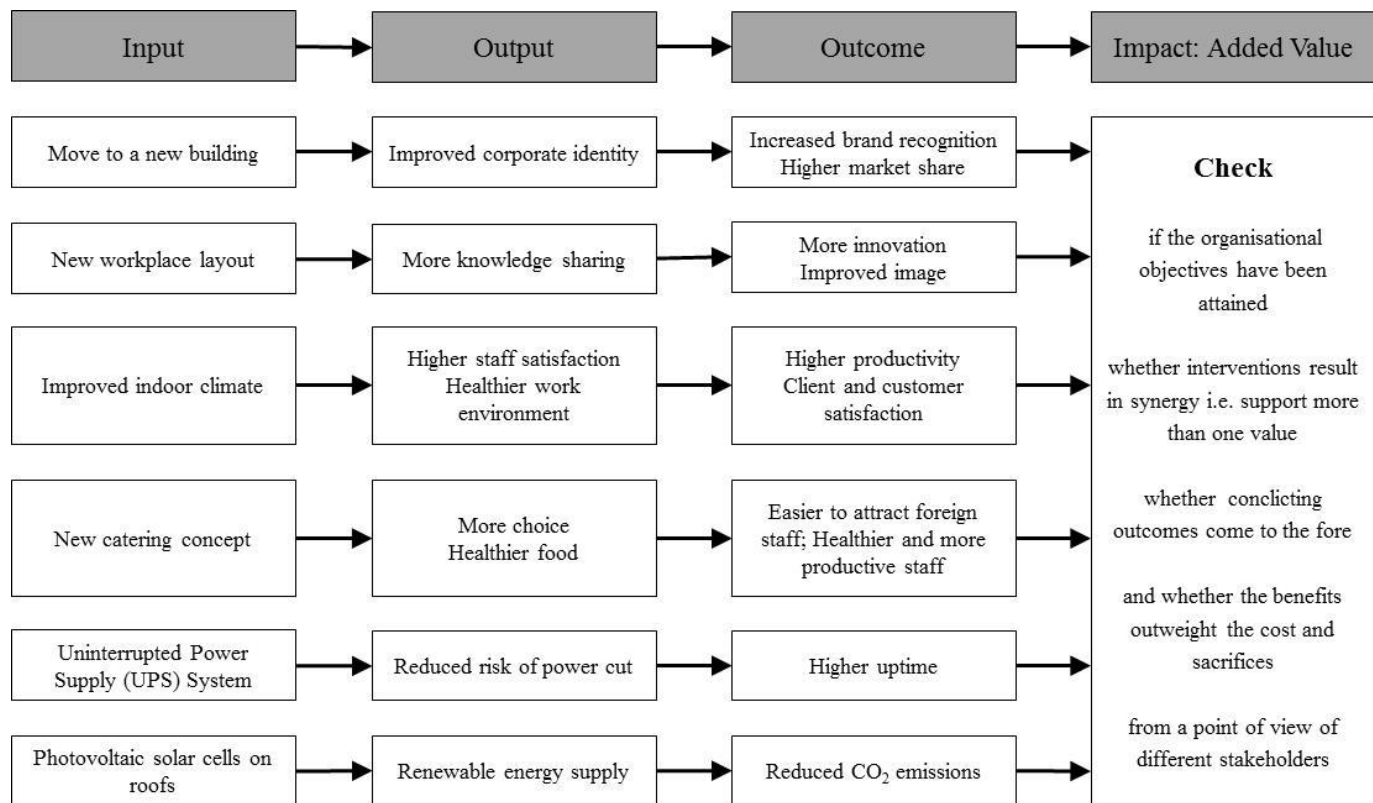 Input
Output
Outcome
Impact: Added Value
Move to a new building
Improved corporate identity
Increased brand recognition
Higher market share
New workplace layout
More knowledge sharing
More innovation
Improved image
Improved indoor climate
Higher staff satisfaction
Healthier work
environment
Higher productivity
Client and customer
satisfaction
New catering concept
More choice
Healthier food
Easier to attract foreign
staff; Healthier and more
productive staff
Uninterrupted Power
Supply (UPS) System
Reduced risk of power cut
Higher uptime
Photovoltaic solar cells on
roofs
Renewable energy supply
Reduced CO₂ emissions
Check
if the organisational
objectives have been
attained
whether interventions result
in synergy i.e. support more
than one value
whether conclicting
outcomes come to the fore
and whether the benefits
outweight the cost and
sacrifices
from a point of view of
different stakeholders